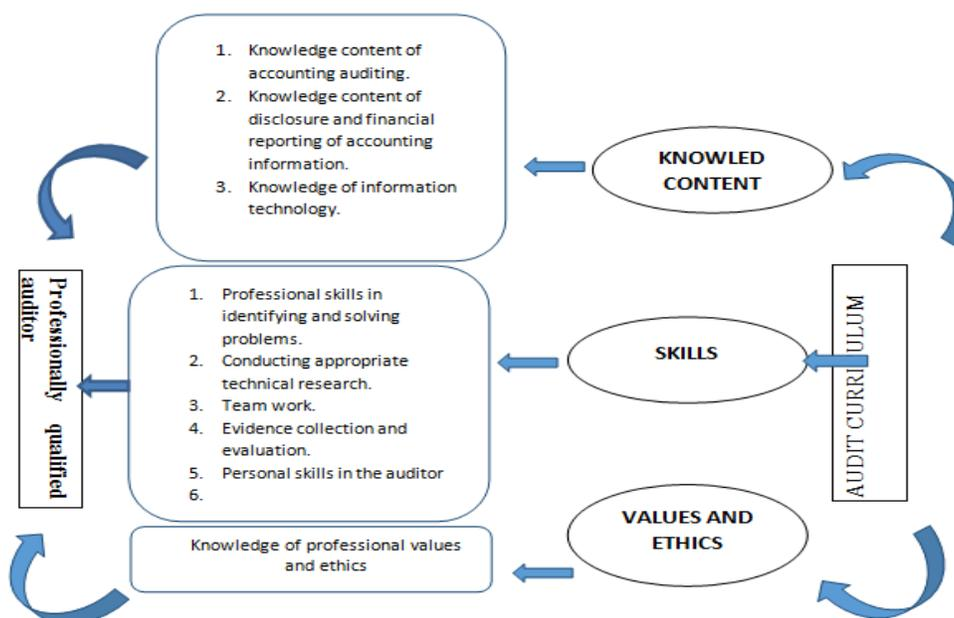 1. Knowledge content of
accounting auditing.
2. Knowledge content of
disclosure and financial
reporting of accounting
information.
3. Knowledge of information
technology.
KNOWLED
CONTENT
Professionally qualified
auditor
1. Professional skills in
identifying and solving
problems.
2. Conducting appropriate
technical research.
3. Team work.
4. Evidence collection and
evaluation.
5. Personal skills in the auditor
6.
SKILLS
AUDIT CURRICULUM
Knowledge of professional values
and ethics
VALUES AND
ETHICS